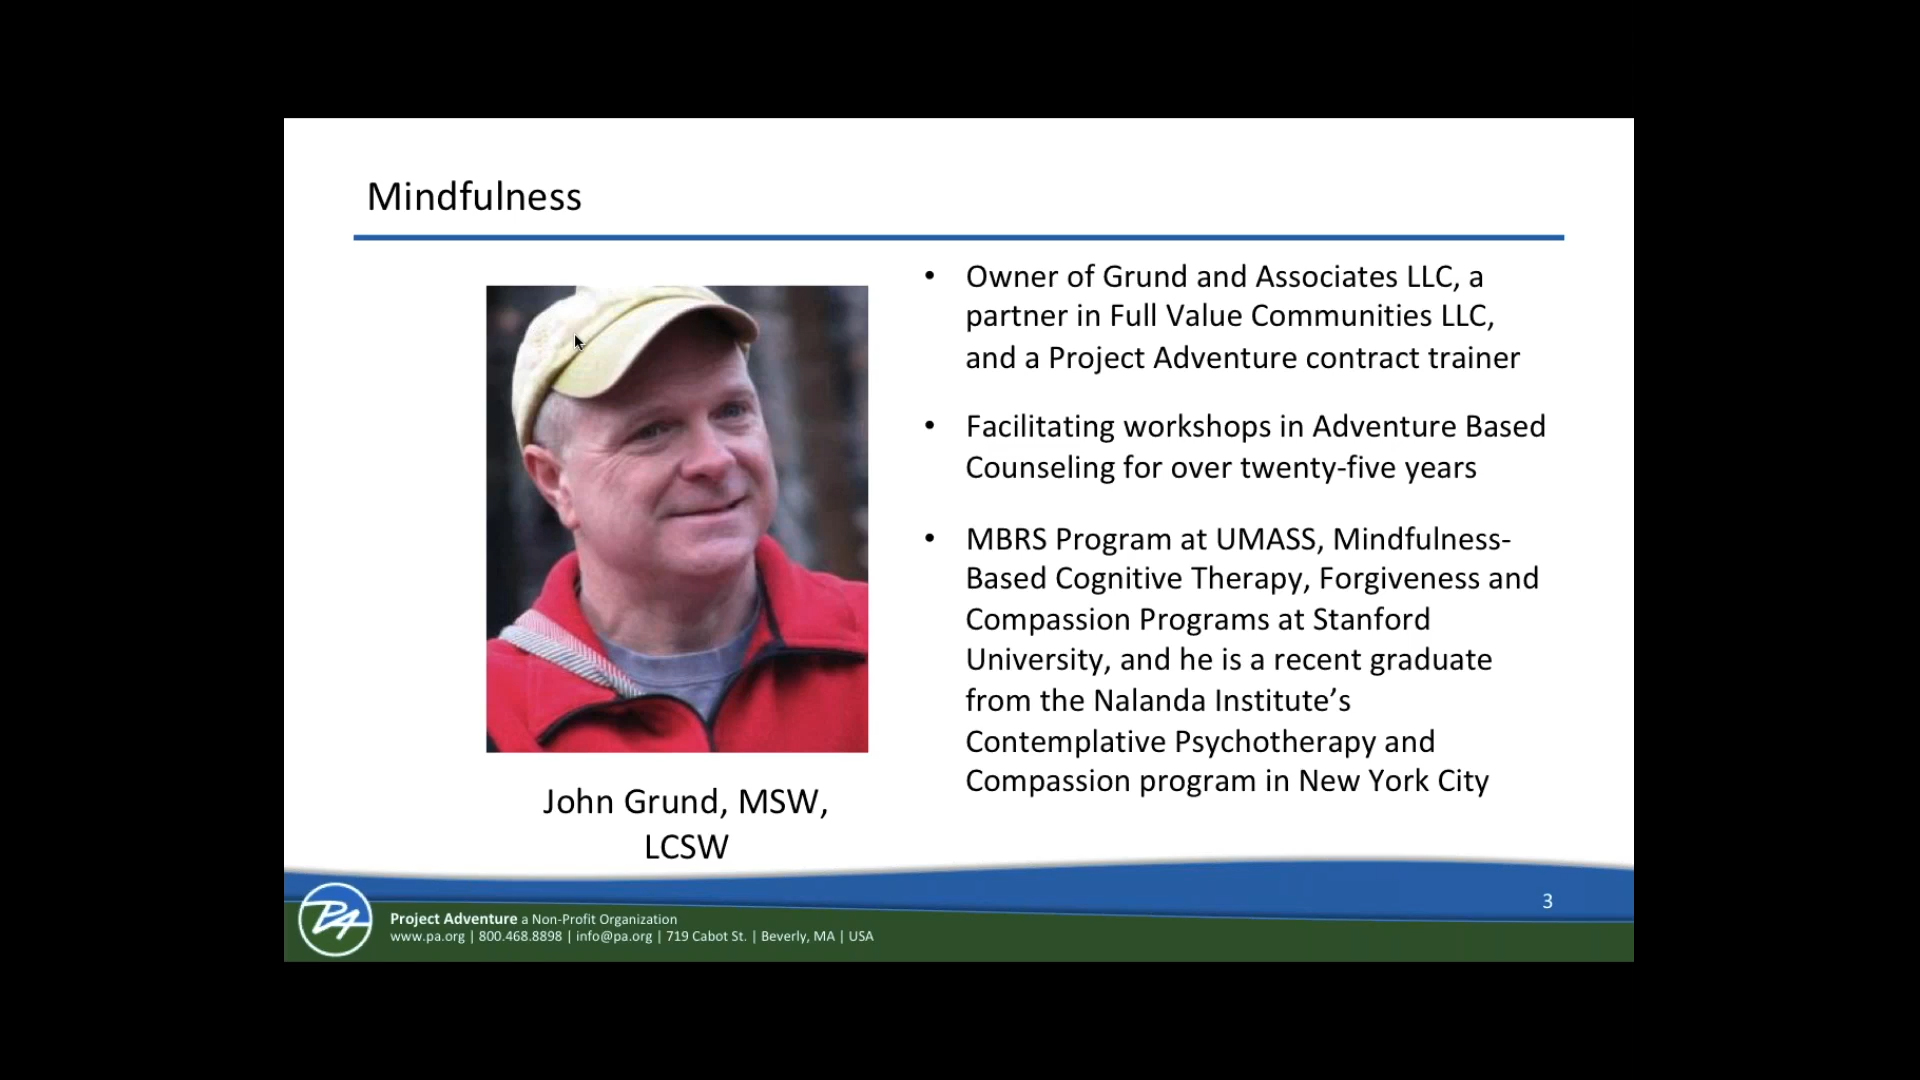 Mindfulness
• Owner of Grund and Associates LLC, a
partner in Full Value Communities LLC,
and a Project Adventure contract trainer
• Facilitating workshops in Adventure Based
Counseling for over twenty-five years
• MBRS Program at UMASS, Mindfulness-
Based Cognitive Therapy, Forgiveness and
Compassion Programs at Stanford
University, and he is a recent graduate
from the Nalanda Institute’s
Contemplative Psychotherapy and
Compassion program in New York City
John Grund, MSW,
LCSW
3
PA
Project Adventure a Non-Profit Organization
www.pa.org | 800.468.8898 | info@pa.org | 719 Cabot St. | Beverly, MA | USA